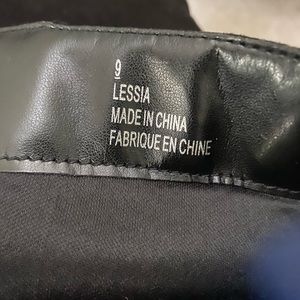 9
LESSIA
MADE IN CHINA
FABRIQUE EN CHINE